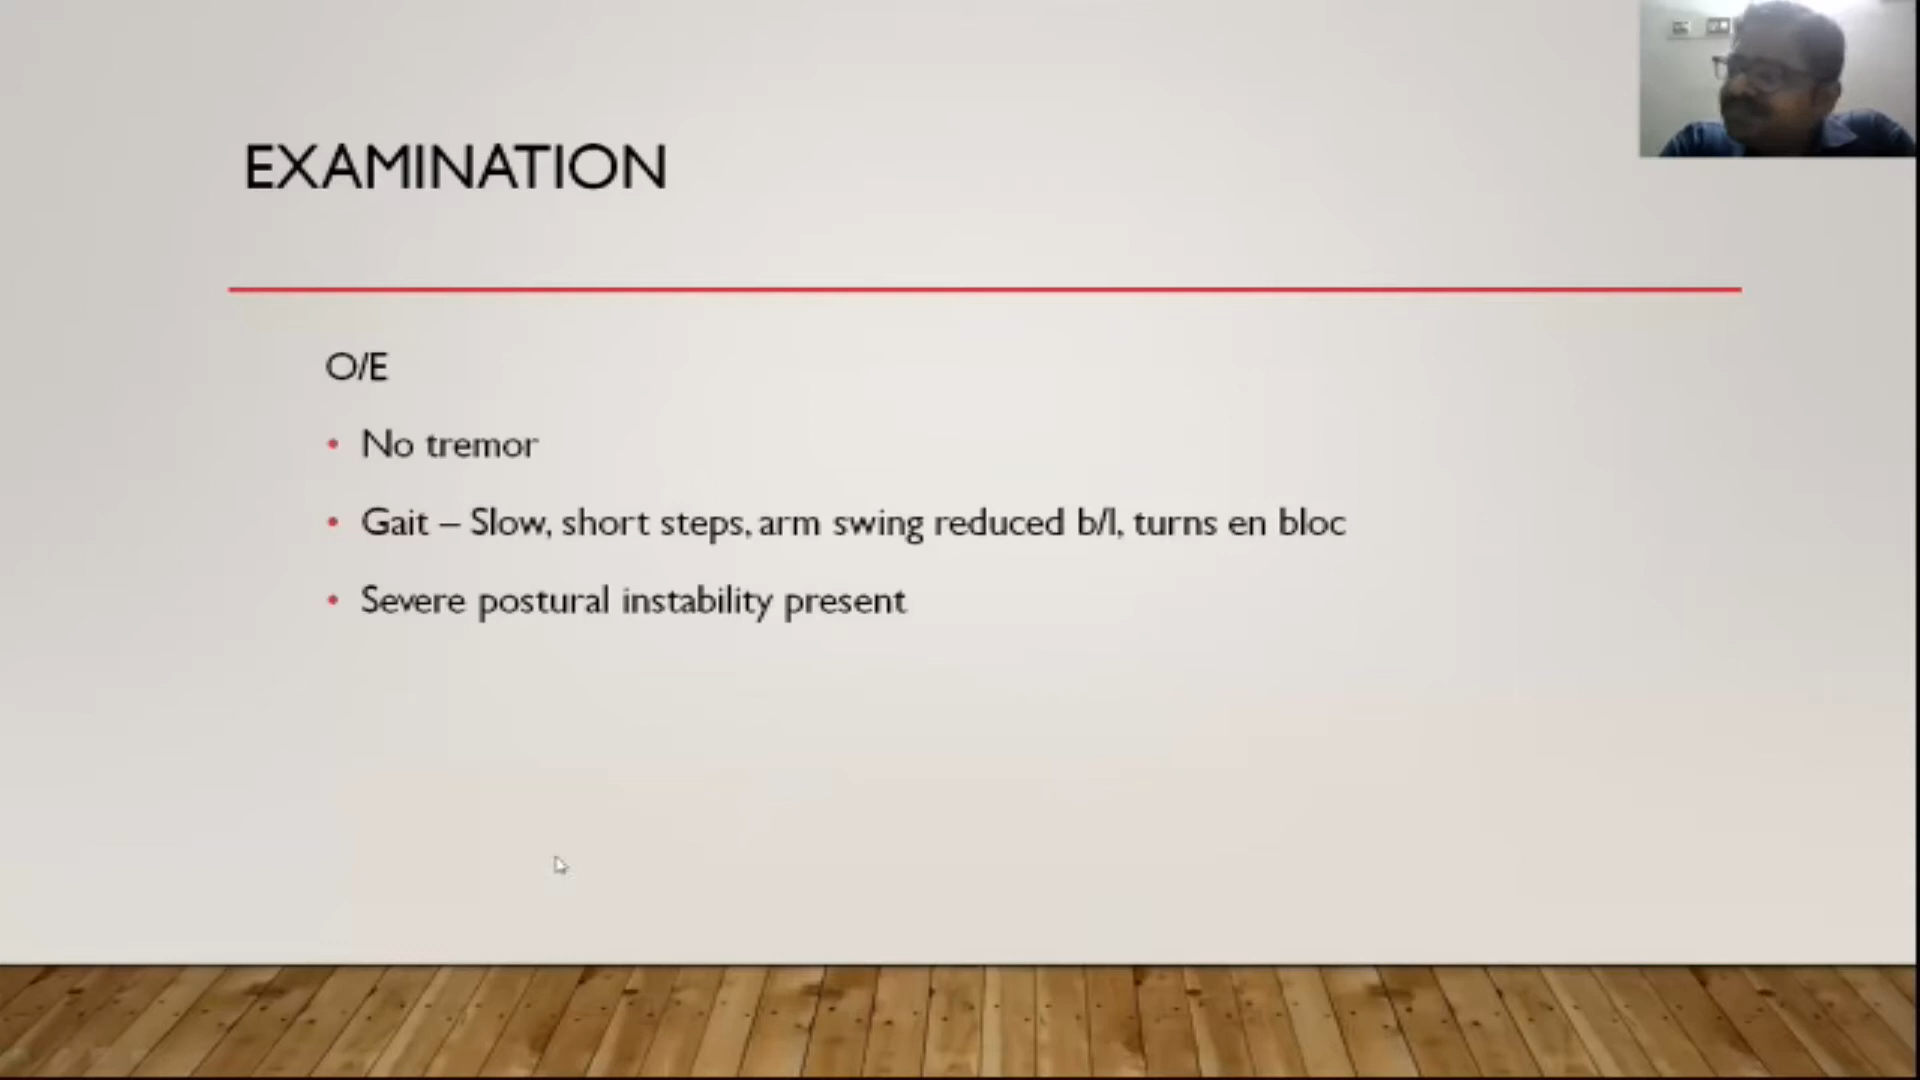 EXAMINATION
O/E
• No tremor
• Gait – Slow, short steps, arm swing reduced b/l, turns en bloc
• Severe postural instability present